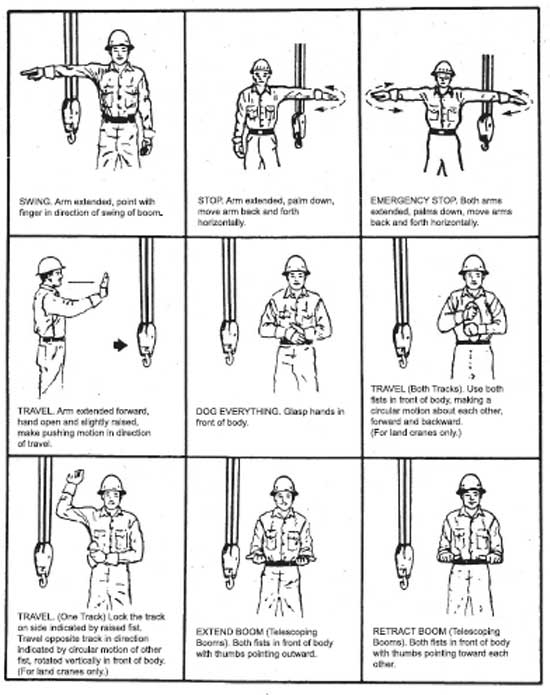 SWING. Arm extended, point with
finger in direction of swing of boom.
STOP. Arm extended, palm down,
move arm back and forth
horizontally.
EMERGENCY STOP. Both arms
extended, palms down, move arms
back and forth horizontally.
TRAVEL. Arm extended forward,
hand open and slightly raised,
make pushing motion in direction
of travel.
DOG EVERYTHING. Glasp hands in
front of body.
TRAVEL (Both Tracks). Use both
fists in front of body, making a
circular motion about each other,
forward and backward.
(For land cranes only.)
TRAVEL. (One Track) Lock the track
on side indicated by raised fist.
Travel opposite track in direction
indicated by circular motion of other
fist, rotated vertically in front of body.
(For land cranes only.)
EXTEND BOOM (Telescoping
Booms). Both fists in front of body
with thumbs pointing outward.
RETRACT BOOM (Telescoping
Booms). Both fists in front of body
with thumbs pointing toward each
other.